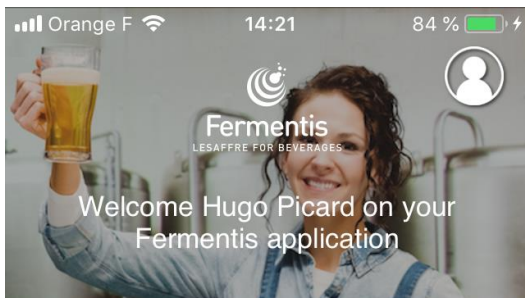 Orange F 14:21 84 %
Fermentis
LESAFFRE FOR BEVERAGES
Welcome Hugo Picard on your
Fermentis application